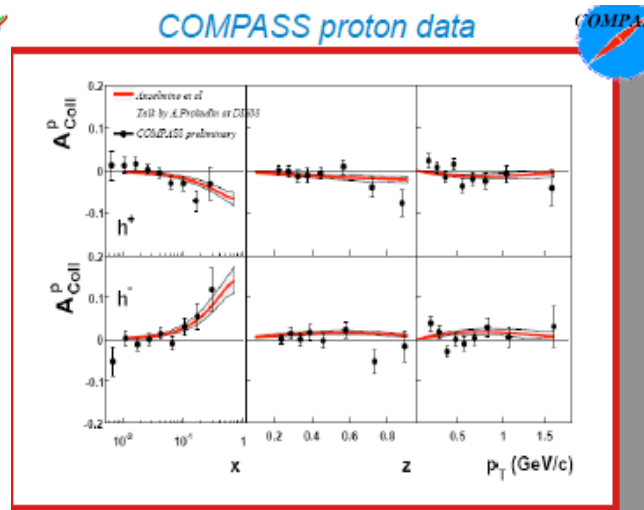 COMPASS proton data
COMPA
0.2
Anselmino et al
Talk by A.Prokudin at DIS08
COMPASS preliminary
0.1
A^p_Coll
0
-0.1
h⁺
0.2
h⁻
0.1
A^p_Coll
0
-0.1
-0.2
10⁻² 10⁻¹ 1 0.2 0.4 0.6 0.8 0.5 1 1.5
x z p_T (GeV/c)